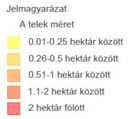 Jelmagyarázat
A telek méret
0.01-0.25 hektár között
0.26-0.5 hektár között
0.51-1 hektár között
1.1-2 hektár között
2 hektár fölött